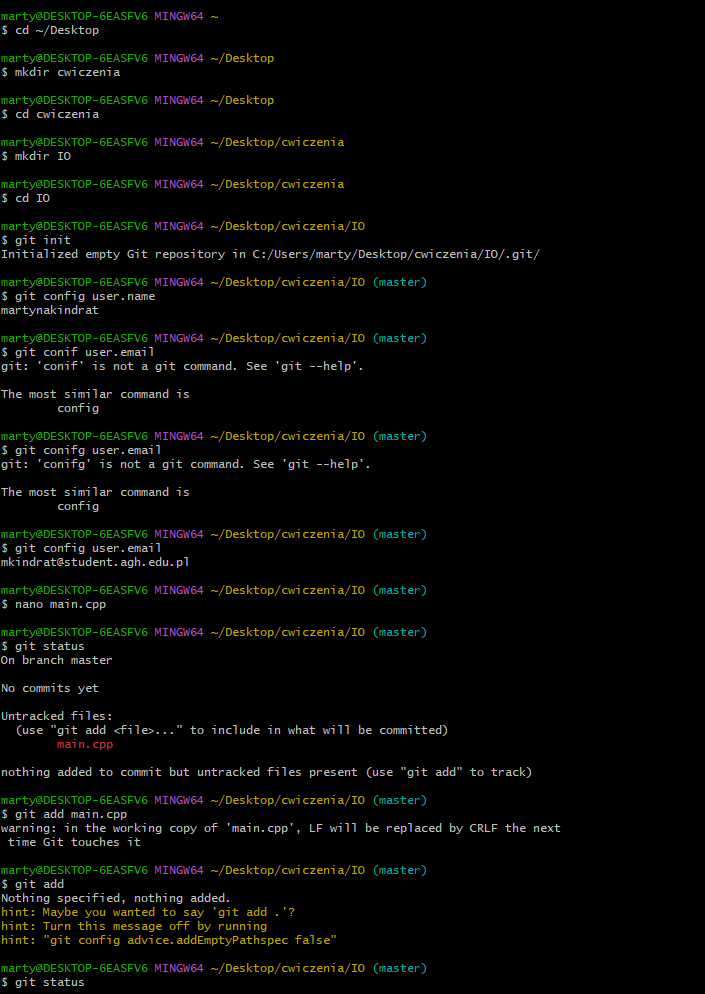 marty@DESKTOP-6EASFV6 MINGW64 ~
$ cd ~/Desktop
marty@DESKTOP-6EASFV6 MINGW64 ~/Desktop
$ mkdir cwiczenia
marty@DESKTOP-6EASFV6 MINGW64 ~/Desktop
$ cd cwiczenia
marty@DESKTOP-6EASFV6 MINGW64 ~/Desktop/cwiczenia
$ mkdir IO
marty@DESKTOP-6EASFV6 MINGW64 ~/Desktop/cwiczenia
$ cd IO
marty@DESKTOP-6EASFV6 MINGW64 ~/Desktop/cwiczenia/IO
$ git init
Initialized empty Git repository in C:/Users/marty/Desktop/cwiczenia/IO/.git/
marty@DESKTOP-6EASFV6 MINGW64 ~/Desktop/cwiczenia/IO (master)
$ git config user.name
martynakindrat
marty@DESKTOP-6EASFV6 MINGW64 ~/Desktop/cwiczenia/IO (master)
$ git conif user.email
git: 'conif' is not a git command. See 'git --help'.
The most similar command is
config
marty@DESKTOP-6EASFV6 MINGW64 ~/Desktop/cwiczenia/IO (master)
$ git conifg user.email
git: 'conifg' is not a git command. See 'git --help'.
The most similar command is
config
marty@DESKTOP-6EASFV6 MINGW64 ~/Desktop/cwiczenia/IO (master)
$ git config user.email
mkindrat@student.agh.edu.pl
marty@DESKTOP-6EASFV6 MINGW64 ~/Desktop/cwiczenia/IO (master)
$ nano main.cpp
marty@DESKTOP-6EASFV6 MINGW64 ~/Desktop/cwiczenia/IO (master)
$ git status
On branch master
No commits yet
Untracked files:
(use "git add <file>..." to include in what will be committed)
main.cpp
nothing added to commit but untracked files present (use "git add" to track)
marty@DESKTOP-6EASFV6 MINGW64 ~/Desktop/cwiczenia/IO (master)
$ git add main.cpp
warning: in the working copy of 'main.cpp', LF will be replaced by CRLF the next
time Git touches it
marty@DESKTOP-6EASFV6 MINGW64 ~/Desktop/cwiczenia/IO (master)
$ git add
Nothing specified, nothing added.
hint: Maybe you wanted to say 'git add .'?
hint: Turn this message off by running
hint: "git config advice.addEmptyPathspec false"
marty@DESKTOP-6EASFV6 MINGW64 ~/Desktop/cwiczenia/IO (master)
$ git status